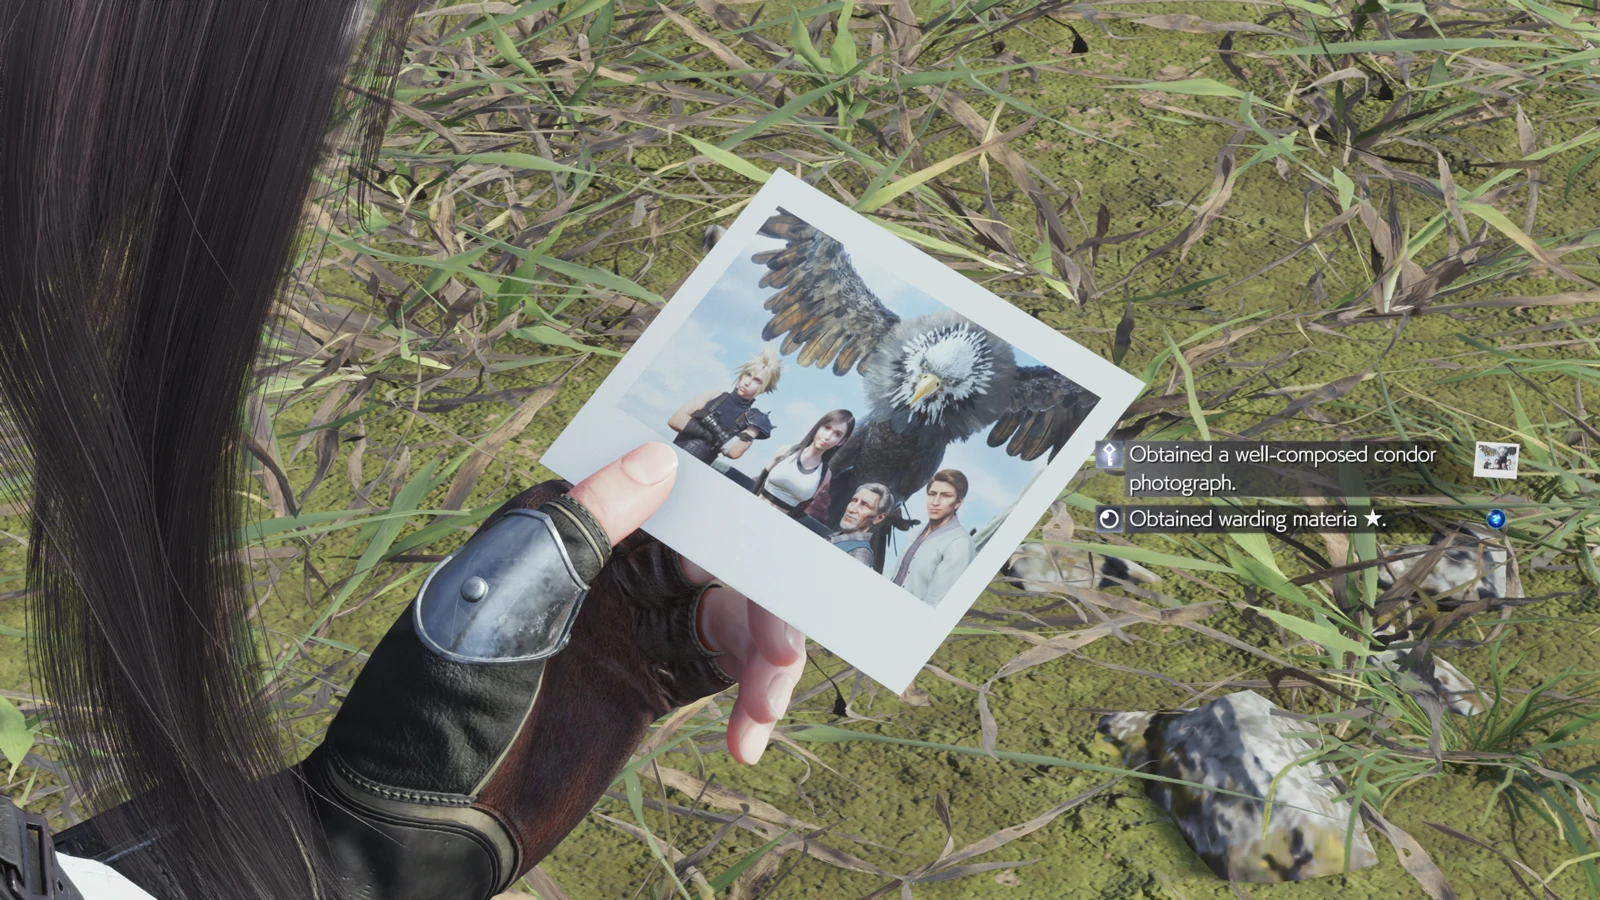 Obtained a well-composed condor
photograph.
Obtained warding materia ★.